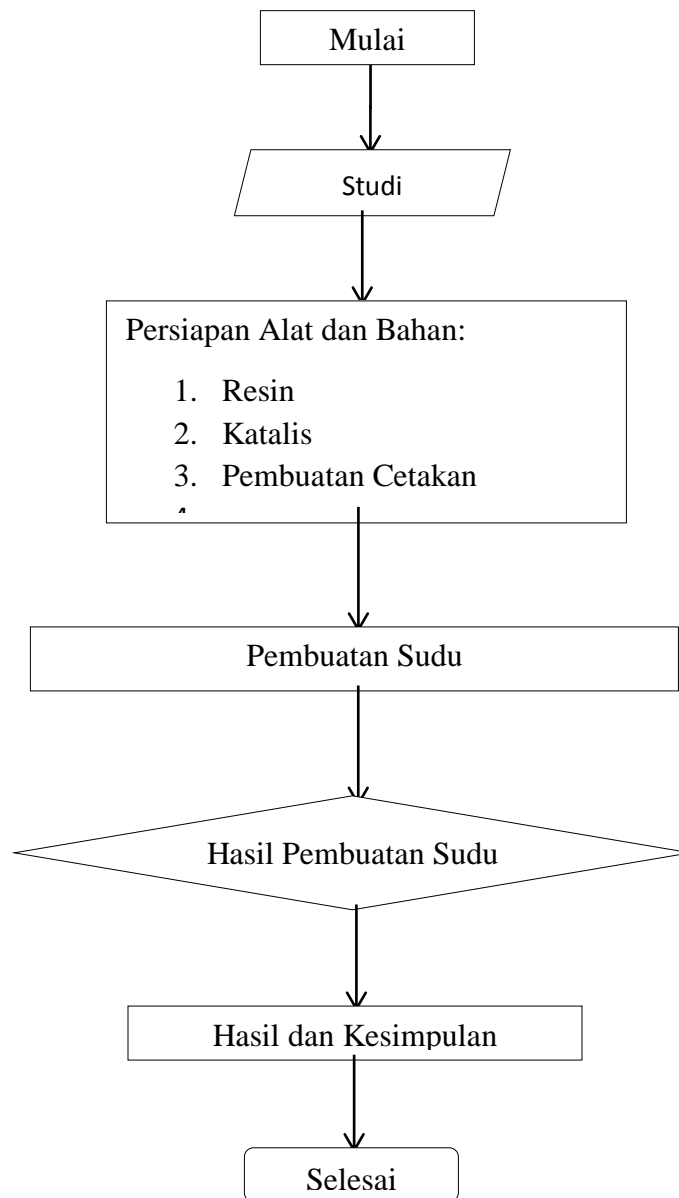 Mulai
Studi
Persiapan Alat dan Bahan:
1. Resin
2. Katalis
3. Pembuatan Cetakan
Pembuatan Sudu
Hasil Pembuatan Sudu
Hasil dan Kesimpulan
Selesai